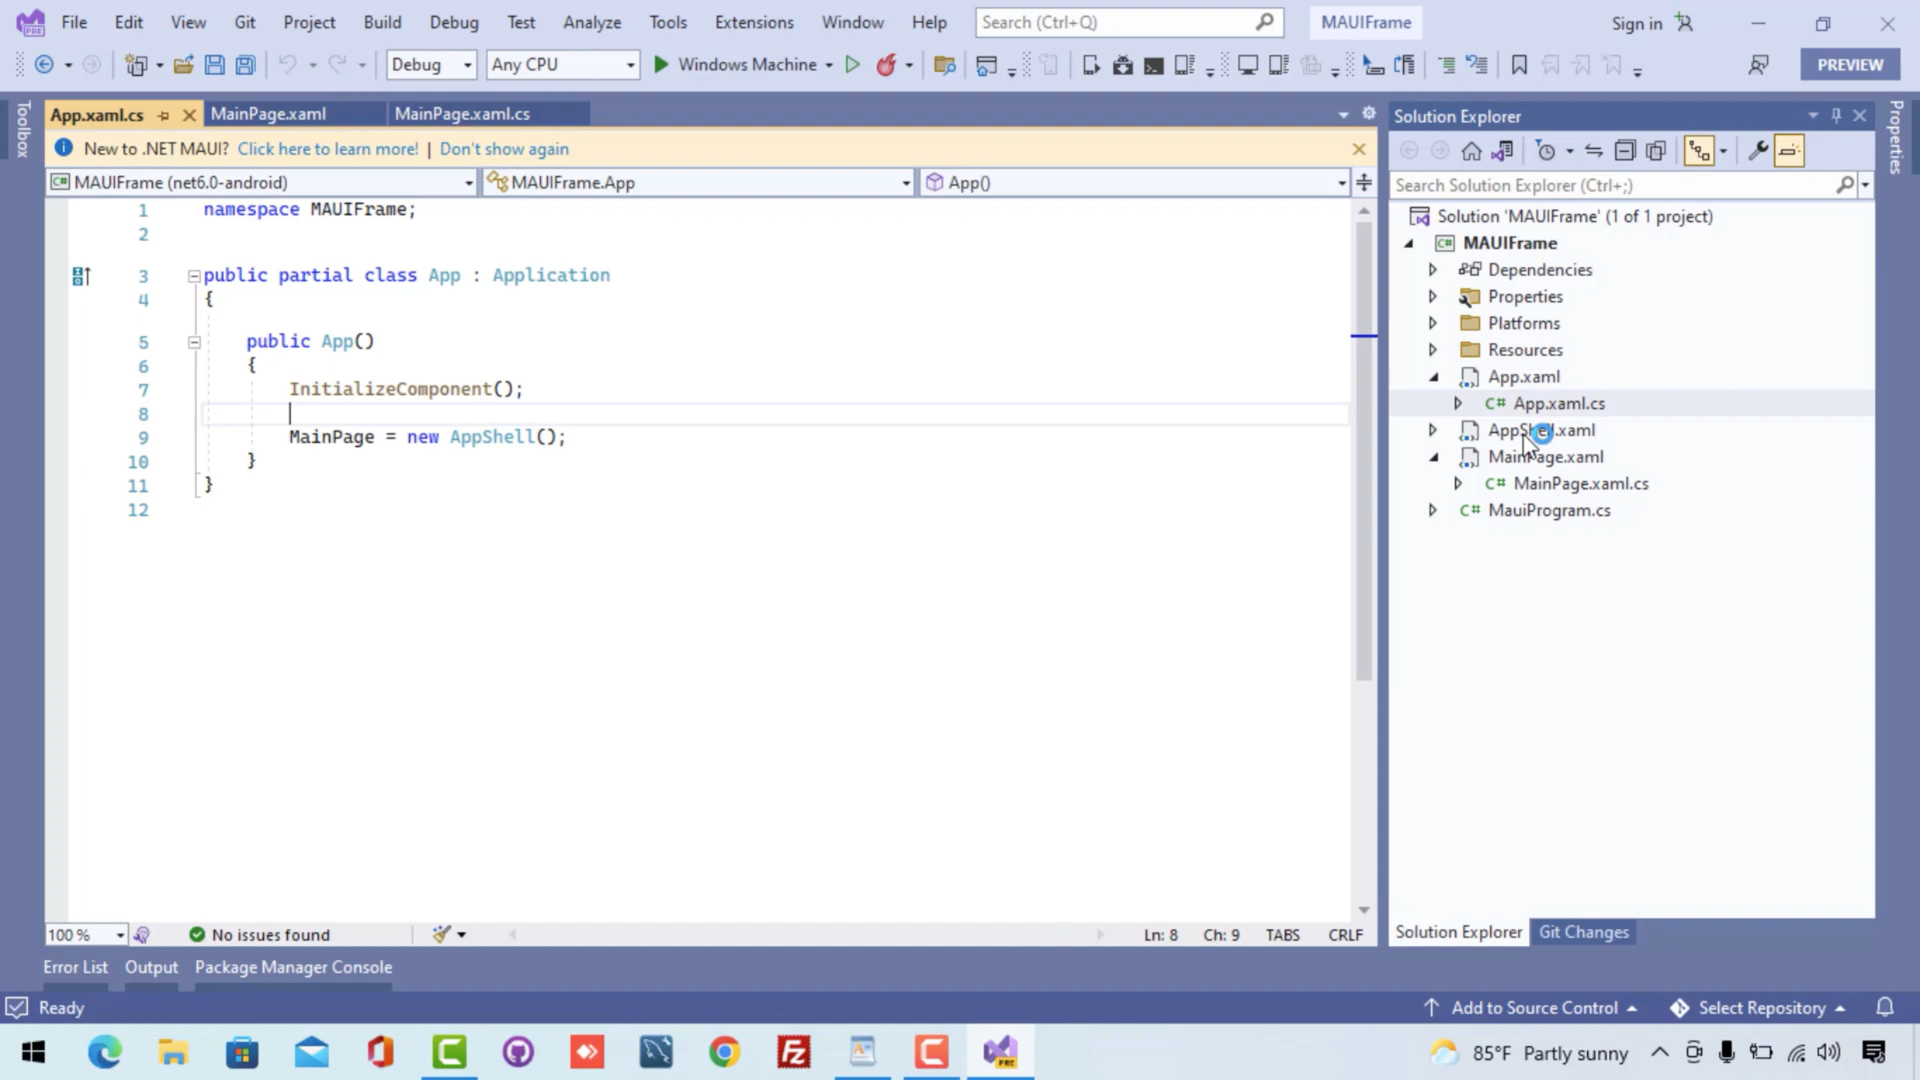 File Edit View Git Project Build Debug Test Analyze Tools Extensions Window Help Search (Ctrl+Q) MAUIFrame Sign in
Debug Any CPU Windows Machine PREVIEW
Toolbox
App.xaml.cs MainPage.xaml MainPage.xaml.cs
New to .NET MAUI? Click here to learn more! | Don't show again
MAUIFrame (net6.0-android) MAUIFrame.App App()
1 namespace MAUIFrame;
2
3 public partial class App : Application
4 {
5 public App()
6 {
7 InitializeComponent();
8
9 MainPage = new AppShell();
10 }
11 }
12
100 % No issues found Ln: 8 Ch: 9 TABS CRLF
Solution Explorer
Search Solution Explorer (Ctrl+;)
Solution 'MAUIFrame' (1 of 1 project)
C# MAUIFrame
Dependencies
Properties
Platforms
Resources
App.xaml
C# App.xaml.cs
AppShell.xaml
MainPage.xaml
C# MainPage.xaml.cs
C# MauiProgram.cs
Solution Explorer Git Changes
Properties
Error List Output Package Manager Console
Ready Add to Source Control Select Repository
85°F Partly sunny